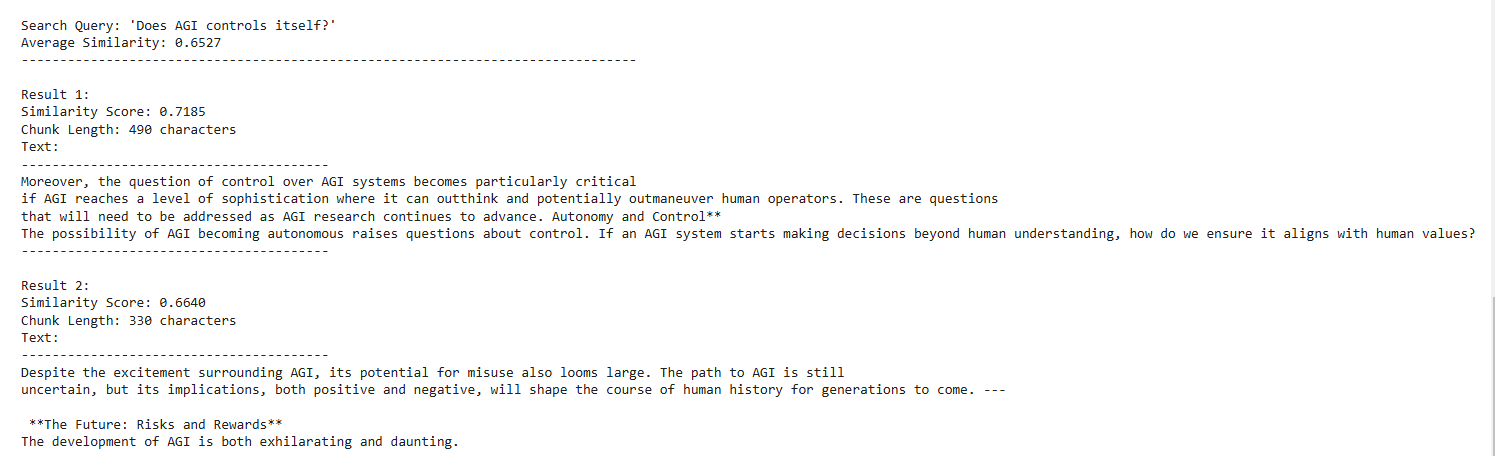 Search Query: 'Does AGI controls itself?'
Average Similarity: 0.6527
--------------------------------------------------------------------------------
Result 1:
Similarity Score: 0.7185
Chunk Length: 490 characters
Text:
----------------------------------------
Moreover, the question of control over AGI systems becomes particularly critical
if AGI reaches a level of sophistication where it can outthink and potentially outmaneuver human operators. These are questions
that will need to be addressed as AGI research continues to advance. Autonomy and Control**
The possibility of AGI becoming autonomous raises questions about control. If an AGI system starts making decisions beyond human understanding, how do we ensure it aligns with human values?
----------------------------------------
Result 2:
Similarity Score: 0.6640
Chunk Length: 330 characters
Text:
----------------------------------------
Despite the excitement surrounding AGI, its potential for misuse also looms large. The path to AGI is still
uncertain, but its implications, both positive and negative, will shape the course of human history for generations to come. ---
**The Future: Risks and Rewards**
The development of AGI is both exhilarating and daunting.